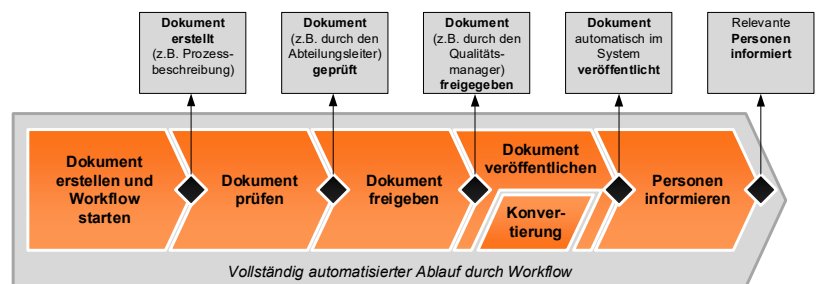 Dokument
erstellt
(z.B. Prozess-
beschreibung)
Dokument
(z.B. durch den
Abteilungsleiter)
geprüft
Dokument
(z.B. durch den
Qualitäts-
manager)
freigegeben
Dokument
automatisch im
System
veröffentlicht
Relevante
Personen
informiert
Dokument
erstellen und
Workflow
starten
Dokument
prüfen
Dokument
freigeben
Dokument
veröffentlichen
Konver-
tierung
Personen
informieren
Vollständig automatisierter Ablauf durch Workflow